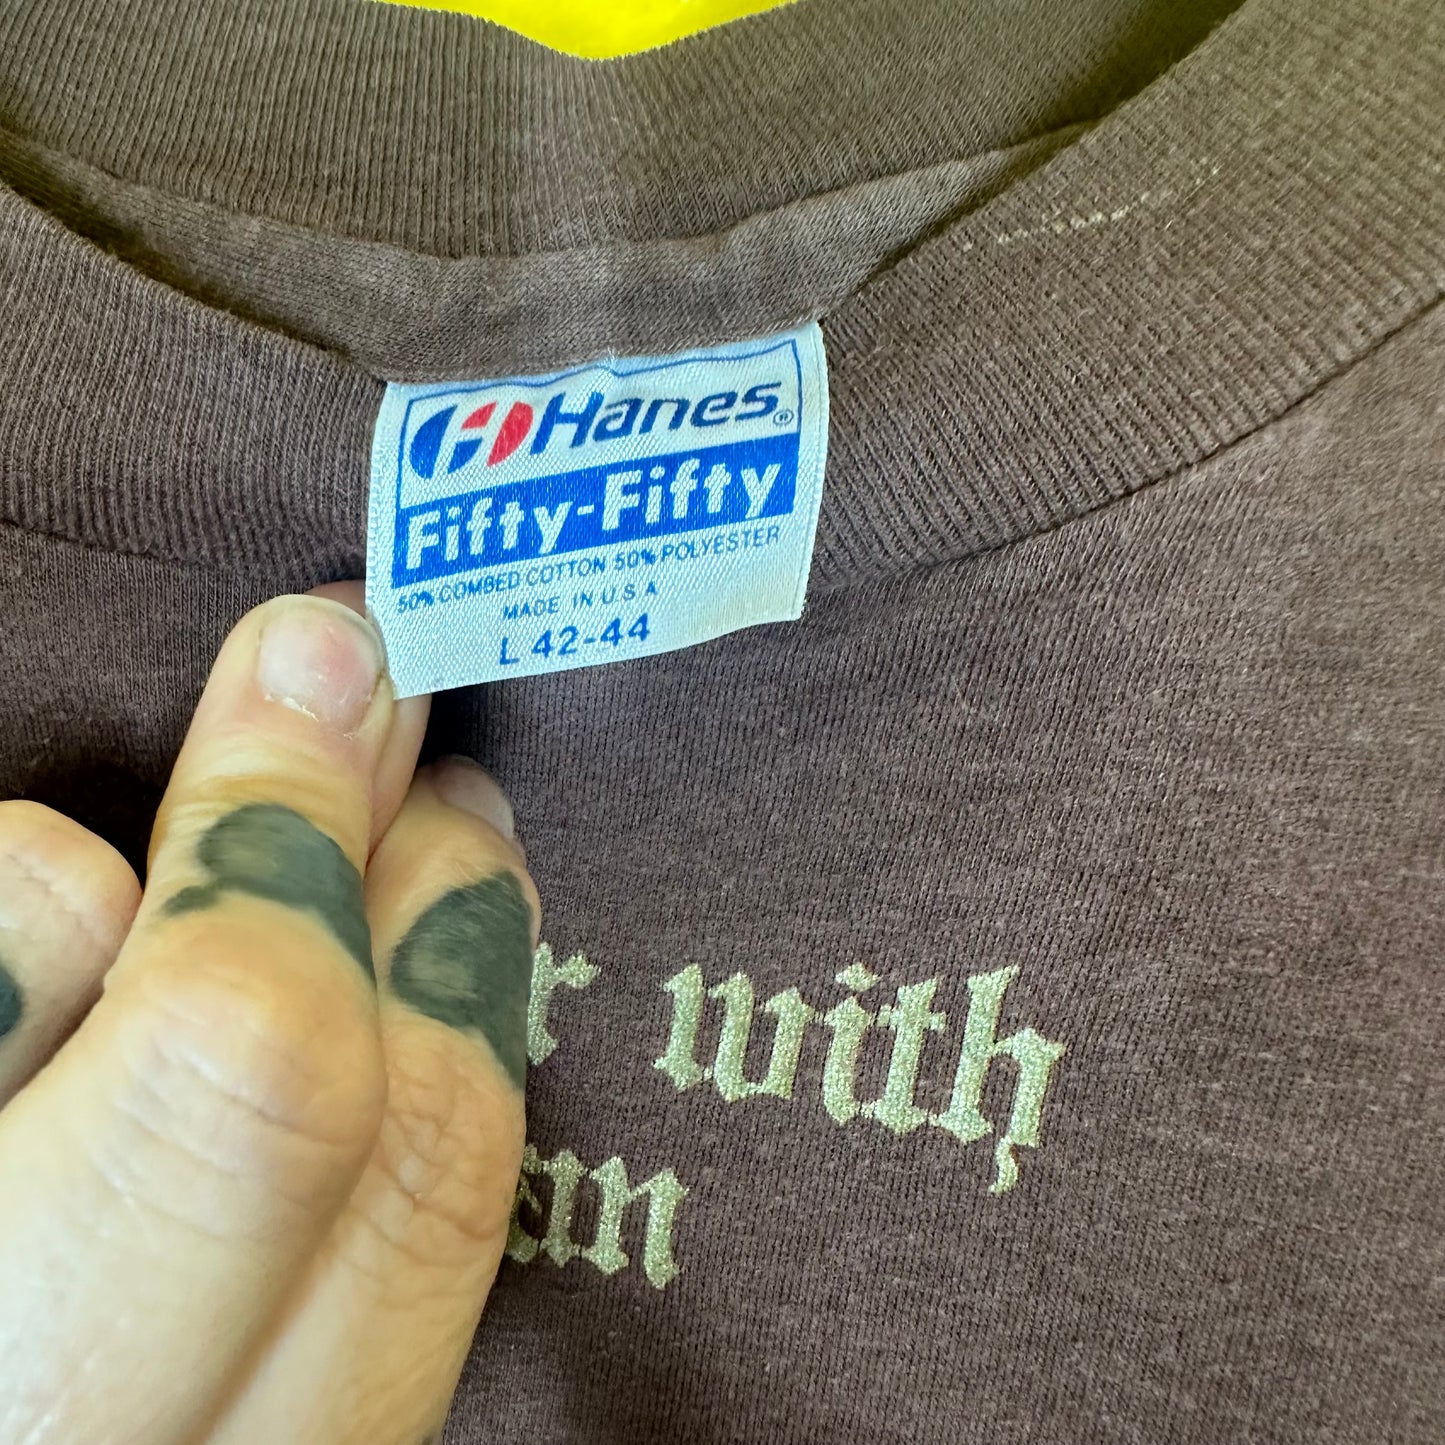 Hanes®
Fifty-Fifty
50% COMBED COTTON 50% POLYESTER
MADE IN U S A
L 42-44
with